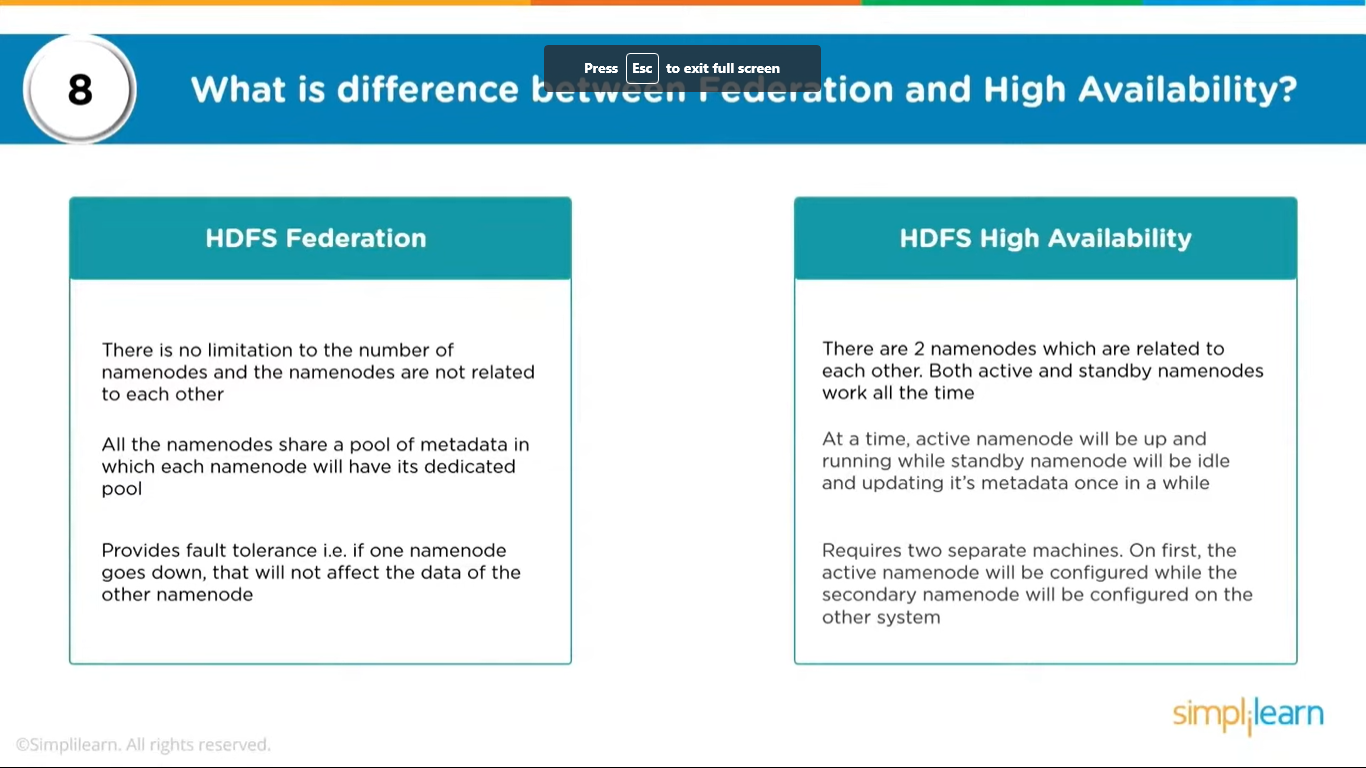 8
What is difference between Federation and High Availability?
Press Esc to exit full screen
HDFS Federation
There is no limitation to the number of
namenodes and the namenodes are not related
to each other
All the namenodes share a pool of metadata in
which each namenode will have its dedicated
pool
Provides fault tolerance i.e. if one namenode
goes down, that will not affect the data of the
other namenode
HDFS High Availability
There are 2 namenodes which are related to
each other. Both active and standby namenodes
work all the time
At a time, active namenode will be up and
running while standby namenode will be idle
and updating it's metadata once in a while
Requires two separate machines. On first, the
active namenode will be configured while the
secondary namenode will be configured on the
other system
simplilearn
©Simplilearn. All rights reserved.